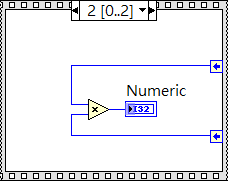 2 [0..2]
Numeric
×
I32